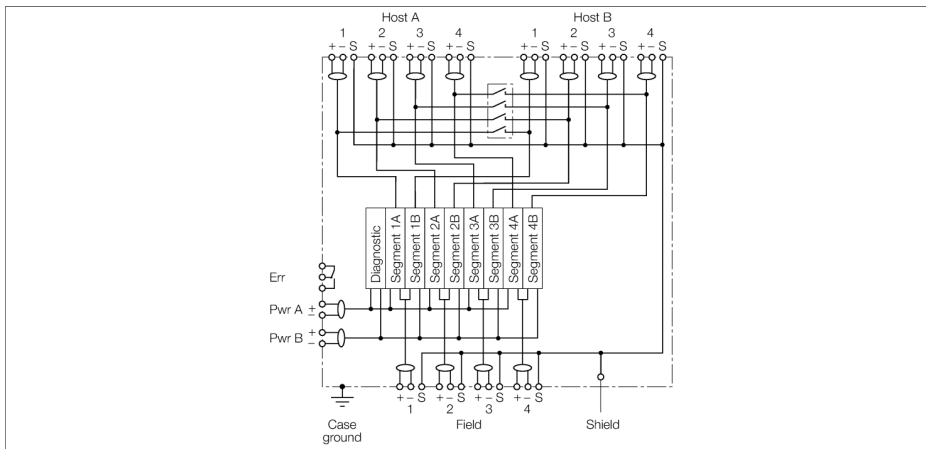 Host A Host B
1 2 3 4 1 2 3 4
+ − S + − S + − S + − S + − S + − S + − S + − S
Diagnostic
Segment 1A
Segment 1B
Segment 2A
Segment 2B
Segment 3A
Segment 3B
Segment 4A
Segment 4B
Err
Pwr A + −
Pwr B + −
+ − S + − S + − S + − S
1 2 3 4
Case
ground
Field
Shield